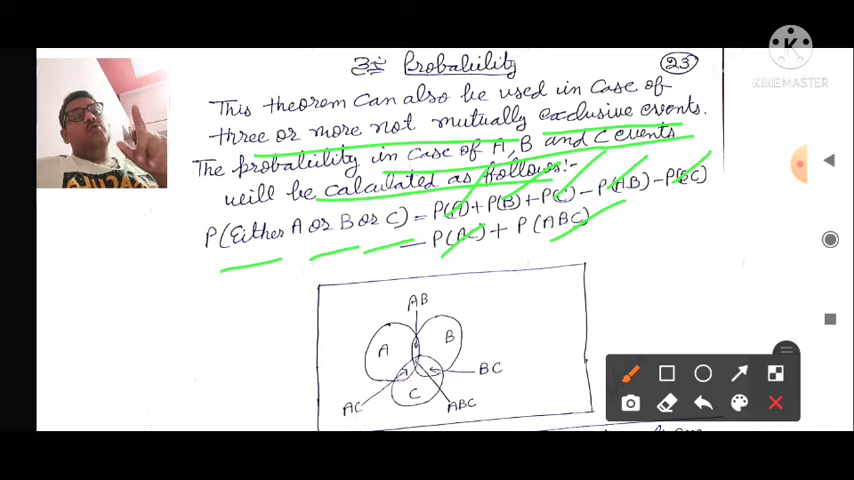 Probability
23
KINEMASTER
This theorem can also be used in case of
three or more not mutually exclusive events.
The probability in case of A, B and C events
will be calculated as follows:-
P(Either A or B or C) = P(A)+P(B)+P(C)-P(AB)-P(BC)
- P(AC) + P(ABC)
AB
A
B
BC
C
AC
ABC